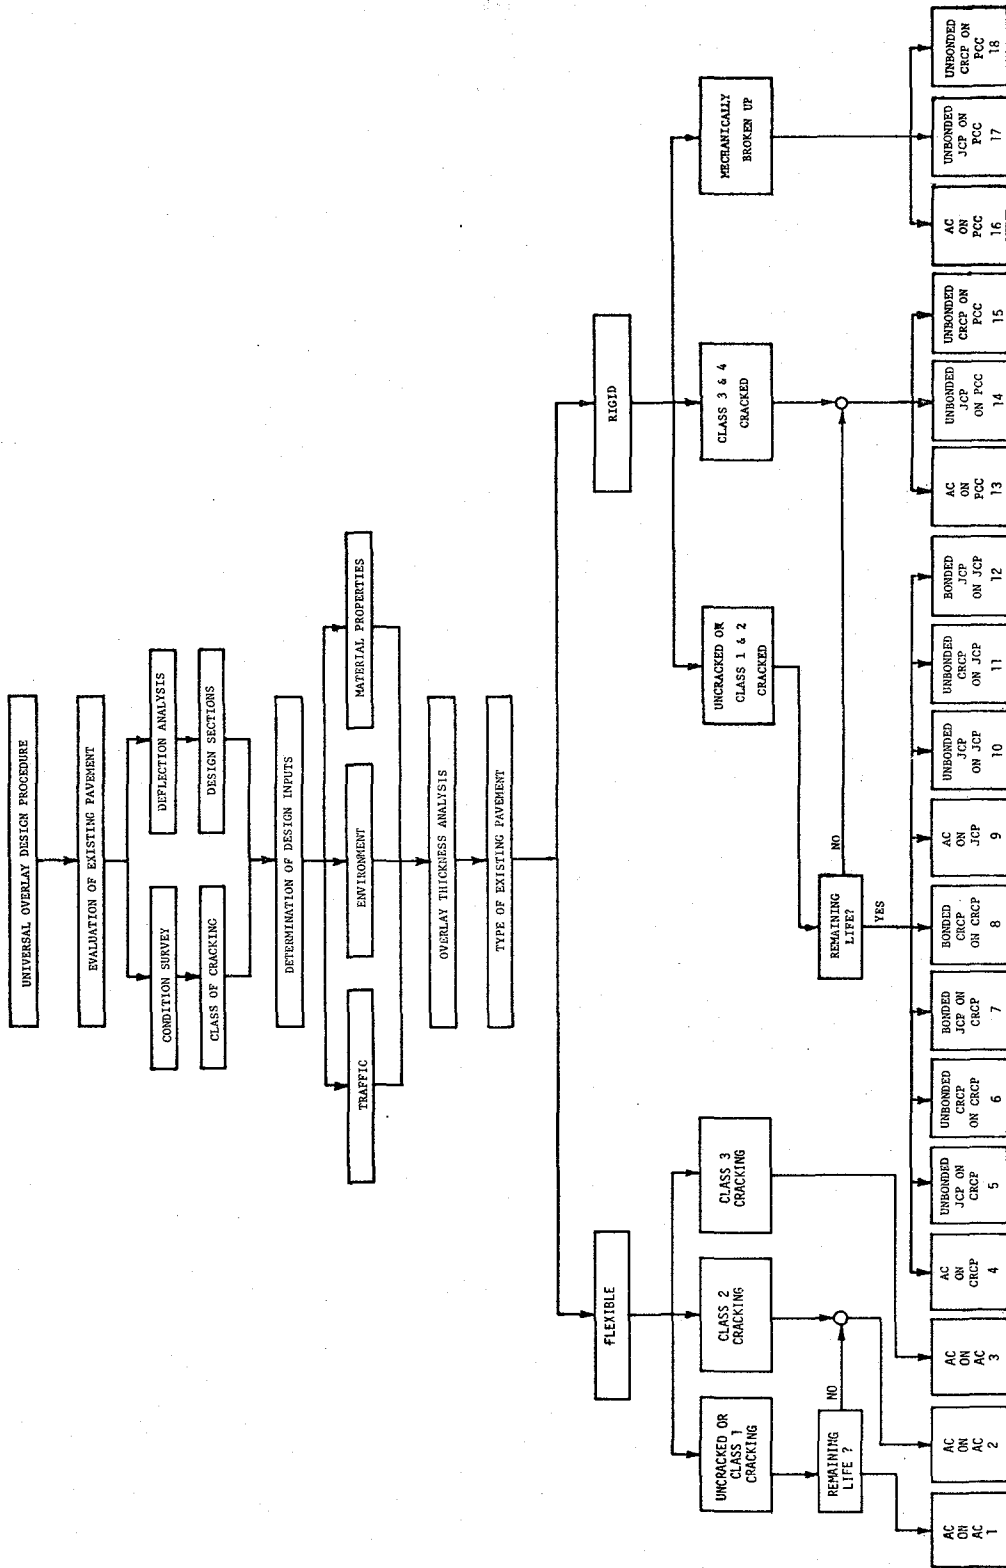 UNIVERSAL OVERLAY DESIGN PROCEDURE
EVALUATION OF EXISTING PAVEMENT
CONDITION SURVEY
DEFLECTION ANALYSIS
CLASS OF CRACKING
DESIGN SECTIONS
DETERMINATION OF DESIGN INPUTS
TRAFFIC
ENVIRONMENT
MATERIAL PROPERTIES
OVERLAY THICKNESS ANALYSIS
TYPE OF EXISTING PAVEMENT
FLEXIBLE
RIGID
UNCRACKED OR
CLASS 1
CRACKING
CLASS 2
CRACKING
CLASS 3
CRACKING
UNCRACKED OR
CLASS 1 & 2
CRACKED
CLASS 3 & 4
CRACKED
MECHANICALLY
BROKEN UP
REMAINING
LIFE ?
NO
REMAINING
LIFE?
NO
YES
AC
ON
AC
1
AC
ON
AC
2
AC
ON
AC
3
AC
ON
CRCP
4
UNBONDED
JCP ON
CRCP
5
UNBONDED
CRCP
ON CRCP
6
BONDED
JCP ON
CRCP
7
BONDED
CRCP
ON CRCP
8
AC
ON
JCP
9
UNBONDED
JCP
ON JCP
10
UNBONDED
CRCP
ON JCP
11
BONDED
JCP
ON JCP
12
AC
ON
PCC
13
UNBONDED
JCP
ON PCC
14
UNBONDED
CRCP ON
PCC
15
AC
ON
PCC
16
UNBONDED
JCP ON
PCC
17
UNBONDED
CRCP ON
PCC
18